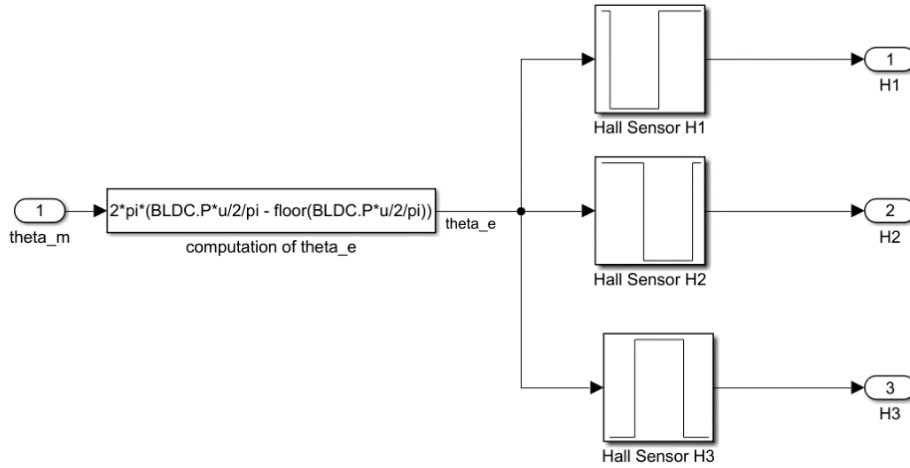 1
H1
Hall Sensor H1
1
theta_m
2*pi*(BLDC.P*u/2/pi - floor(BLDC.P*u/2/pi))
computation of theta_e
theta_e
2
H2
Hall Sensor H2
3
H3
Hall Sensor H3